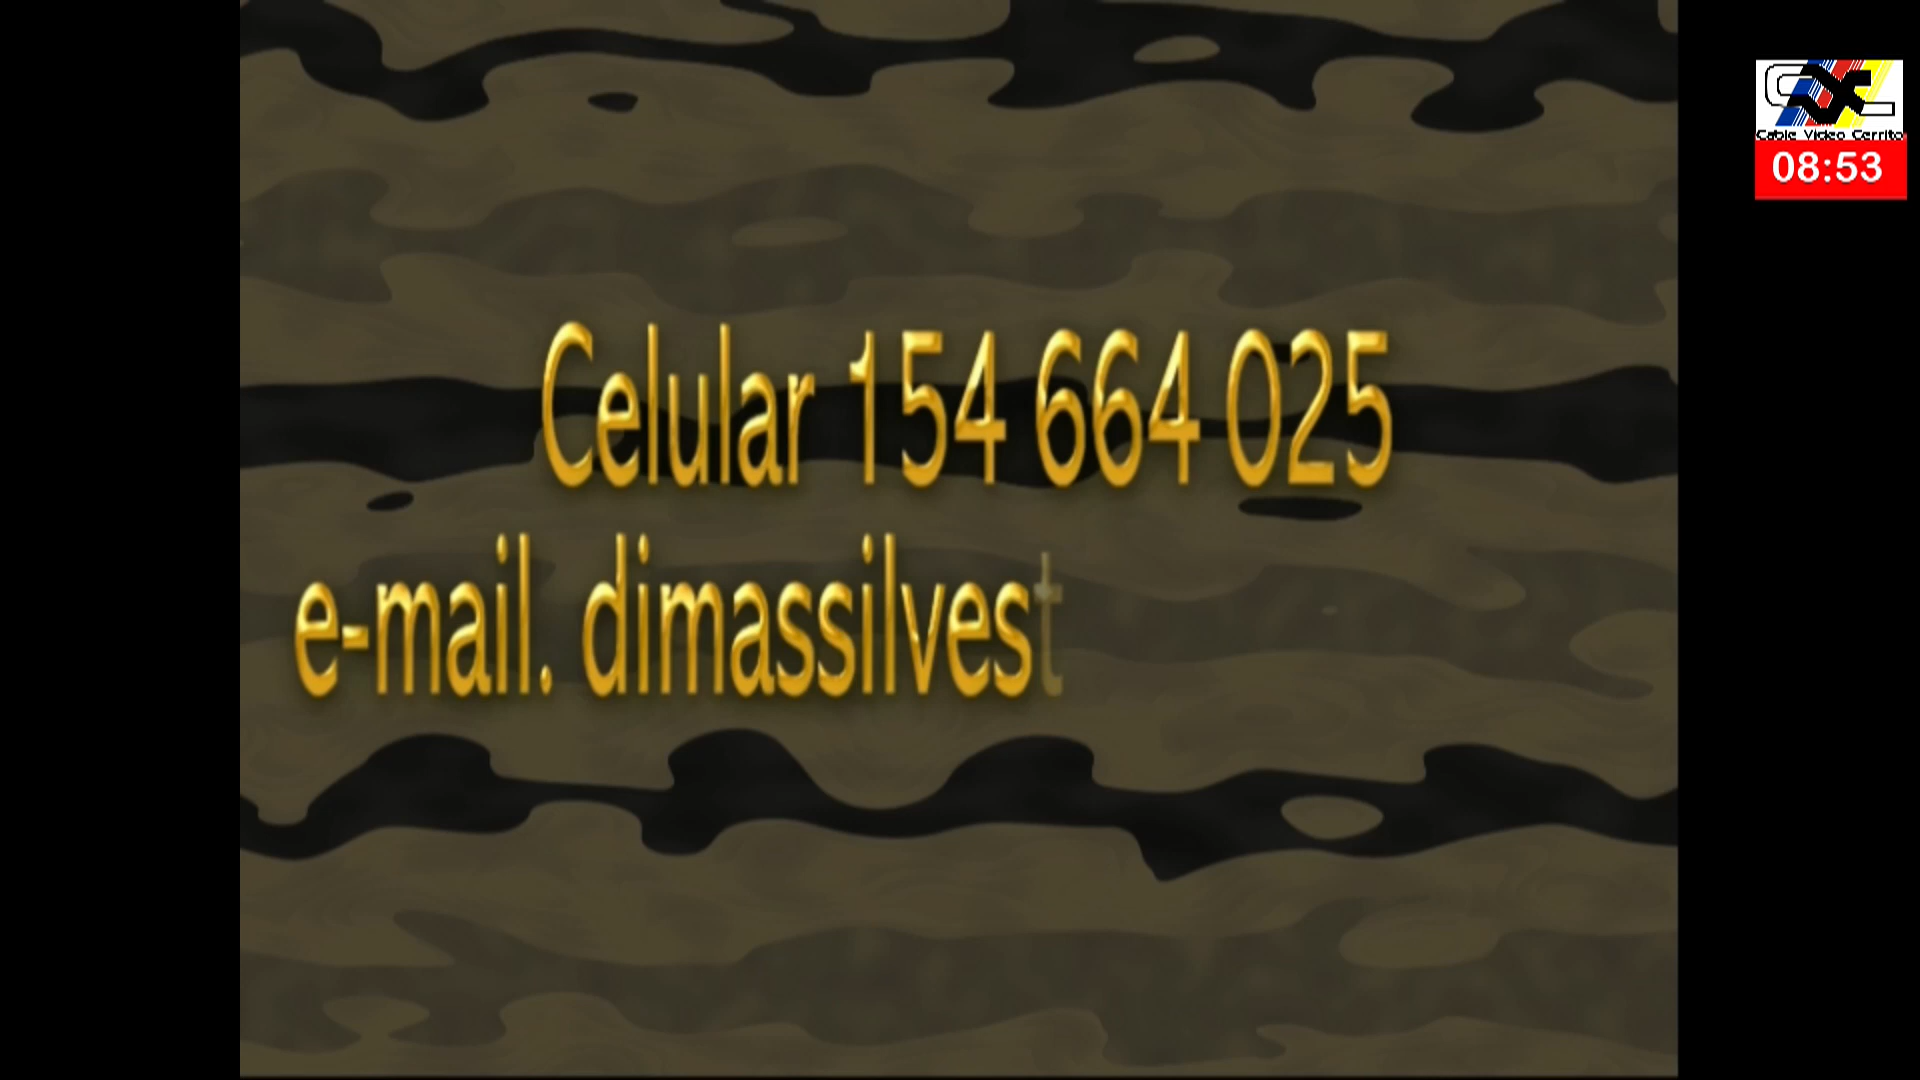 Cable Video Cerrito
08:53
Celular 154 664 025
e-mail. dimassilvest